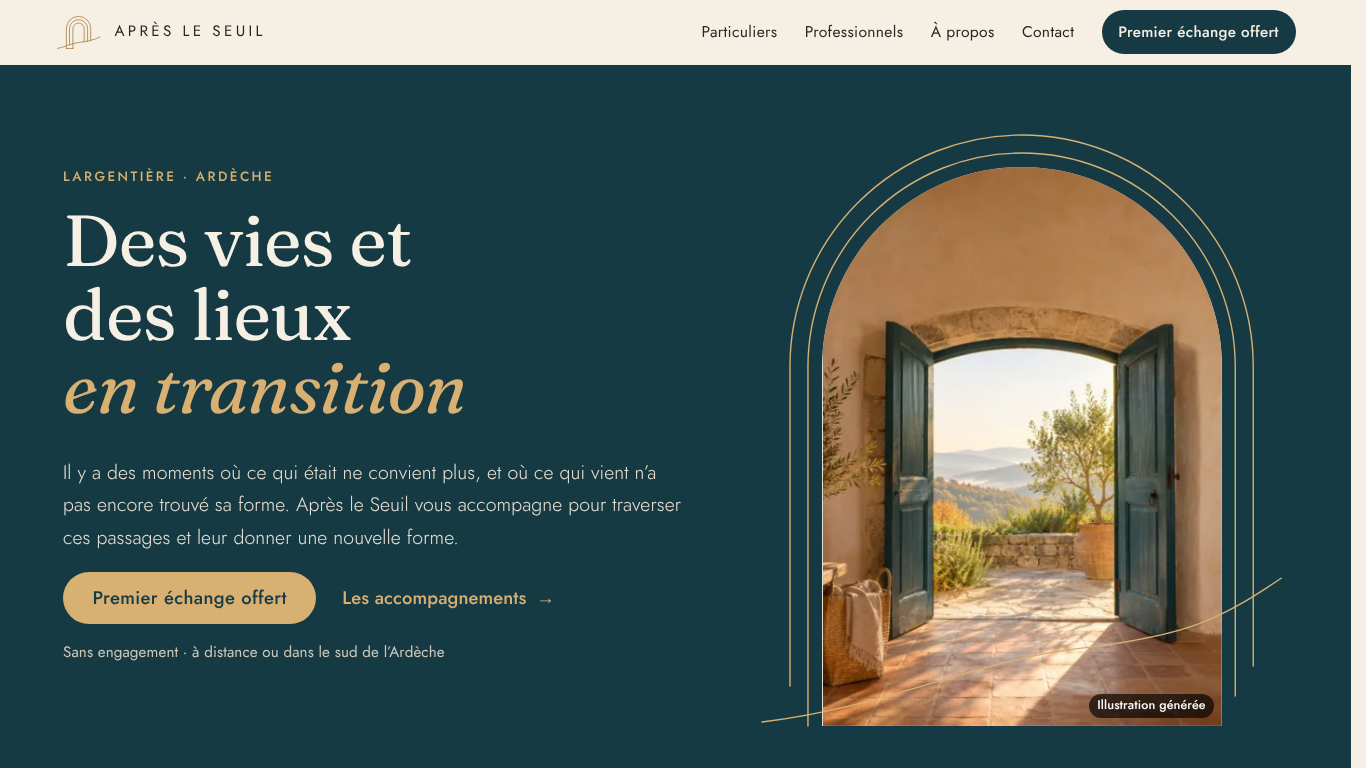 APRÈS LE SEUIL
Particuliers
Professionnels
À propos
Contact
Premier échange offert
LARGENTIÈRE · ARDÈCHE
Des vies et
des lieux
en transition
Il y a des moments où ce qui était ne convient plus, et où ce qui vient n’a
pas encore trouvé sa forme. Après le Seuil vous accompagne pour traverser
ces passages et leur donner une nouvelle forme.
Premier échange offert
Les accompagnements →
Sans engagement · à distance ou dans le sud de l’Ardèche
Illustration générée